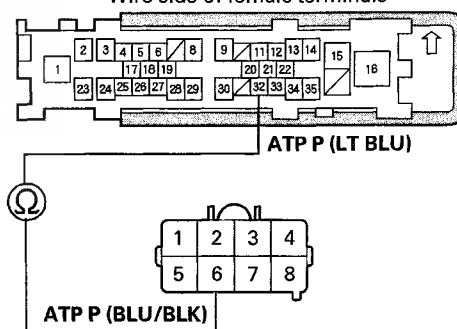 Wire side of female terminals
2 3 4 5 6 8 9 11 12 13 14 15
1 17 18 19 20 21 22 16
23 24 25 26 27 28 29 30 32 33 34 35
ATP P (LT BLU)
Ω
1 2 3 4
5 6 7 8
ATP P (BLU/BLK)